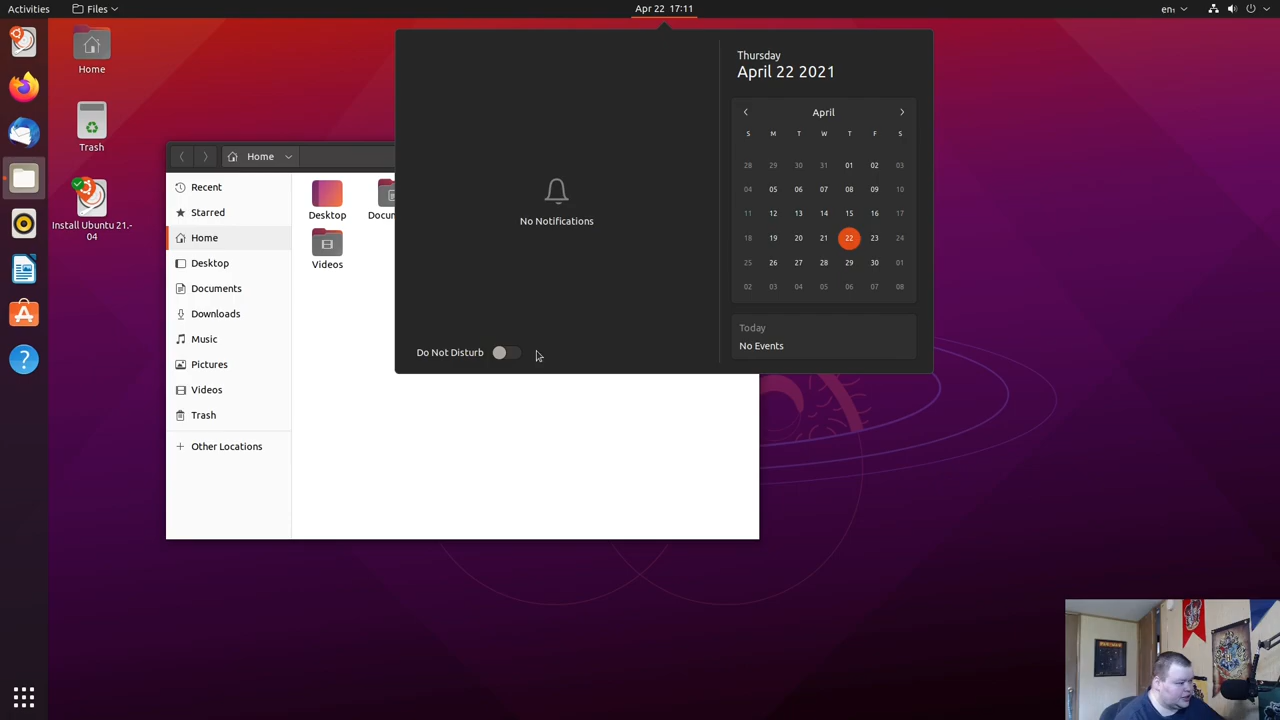 Activities
Files
Apr 22 17:11
en₁
Home
Trash
Install Ubuntu 21.-
04
Home
Recent
Starred
Home
Desktop
Documents
Downloads
Music
Pictures
Videos
Trash
Other Locations
Desktop
Videos
No Notifications
Do Not Disturb
Thursday
April 22 2021
April
S M T W T F S
28 29 30 31 01 02 03
04 05 06 07 08 09 10
11 12 13 14 15 16 17
18 19 20 21 22 23 24
25 26 27 28 29 30 01
02 03 04 05 06 07 08
Today
No Events